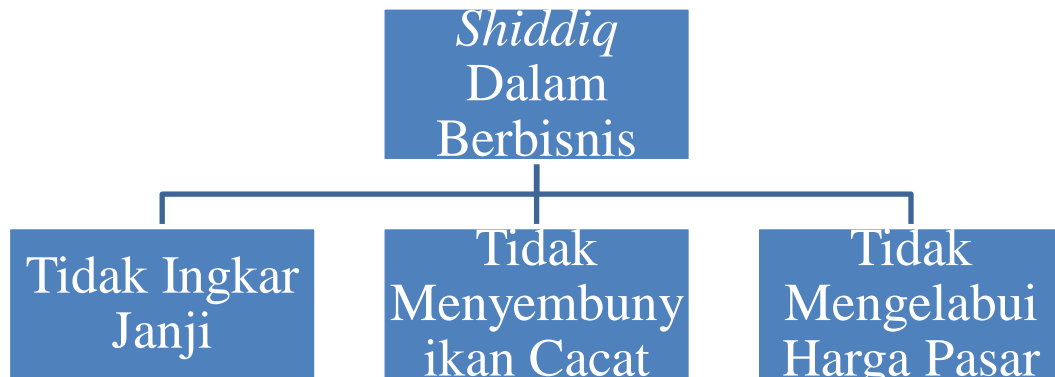 Shiddiq
Dalam
Berbisnis
Tidak Ingkar
Janji
Tidak
Menyembuny
ikan Cacat
Tidak
Mengelabui
Harga Pasar